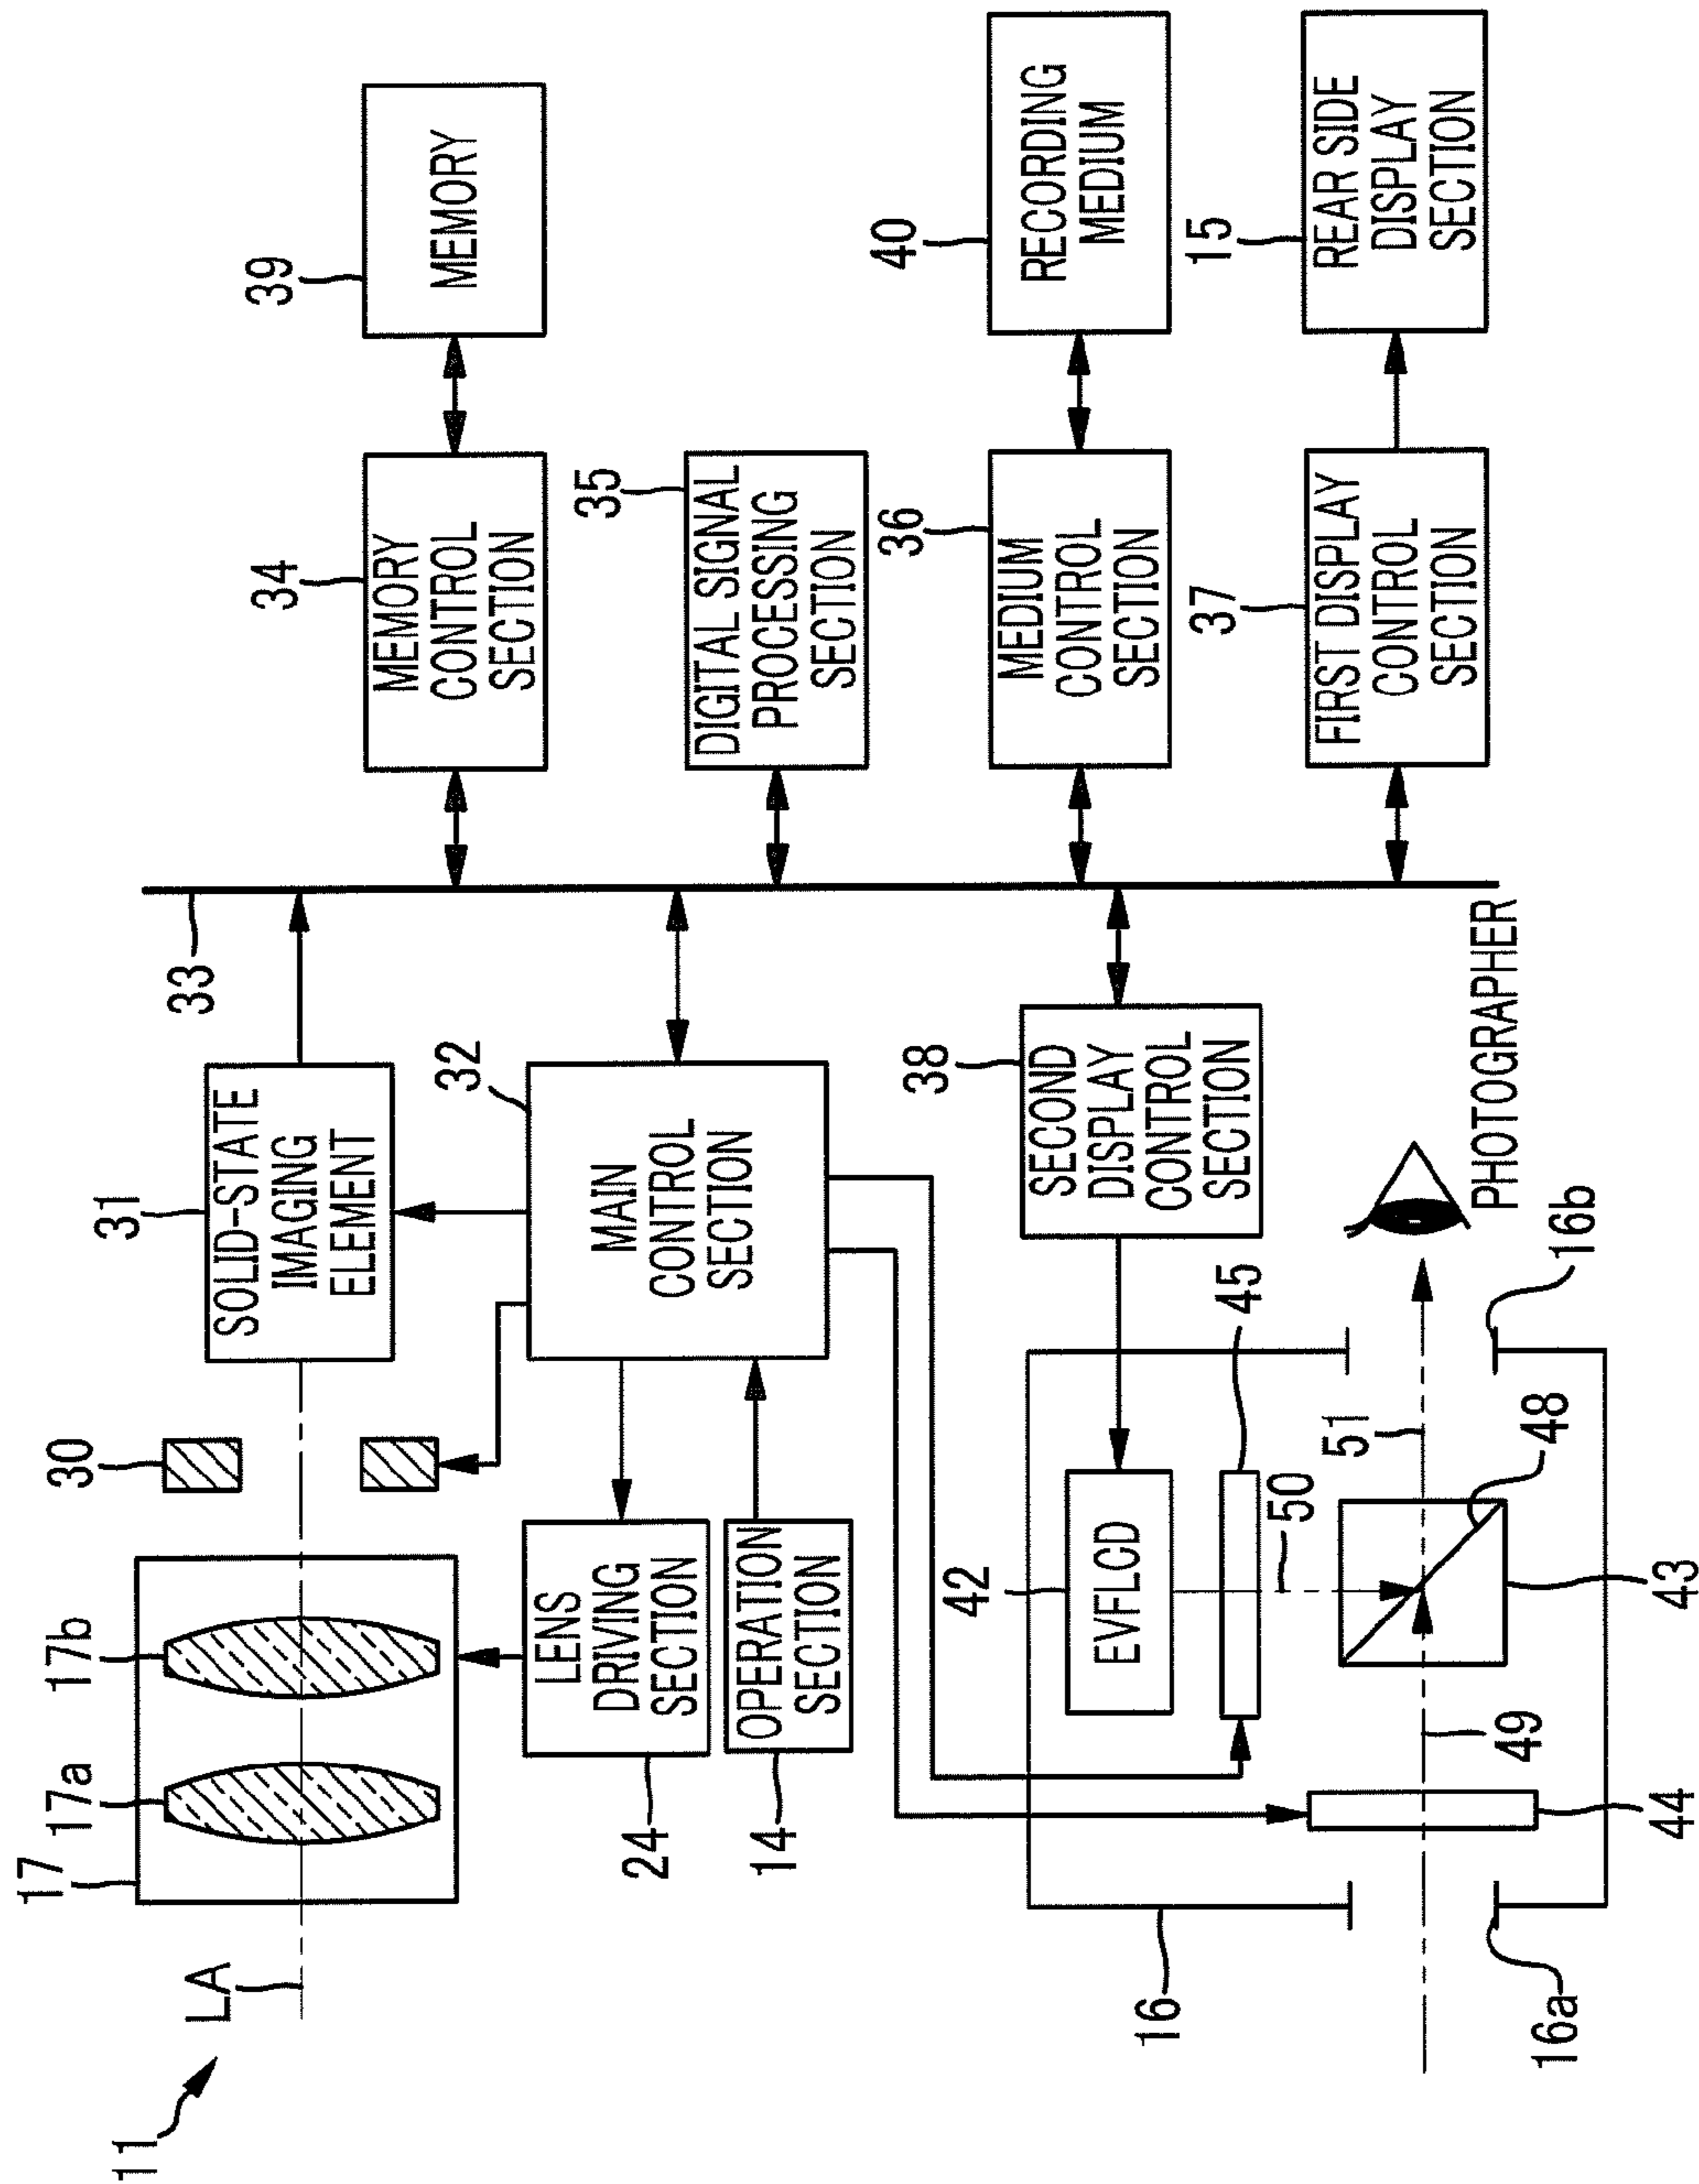 11
LA
17
17a
17b
30
31
SOLID-STATE
IMAGING
ELEMENT
33
34
MEMORY
CONTROL
SECTION
39
MEMORY
24
LENS
DRIVING
SECTION
14
OPERATION
SECTION
32
MAIN
CONTROL
SECTION
35
DIGITAL SIGNAL
PROCESSING
SECTION
36
MEDIUM
CONTROL
SECTION
40
RECORDING
MEDIUM
37
FIRST DISPLAY
CONTROL
SECTION
15
REAR SIDE
DISPLAY
SECTION
38
SECOND
DISPLAY
CONTROL
SECTION
16
42
EVFLCD
45
50
51
48
49
16a
44
43
16b
PHOTOGRAPHER